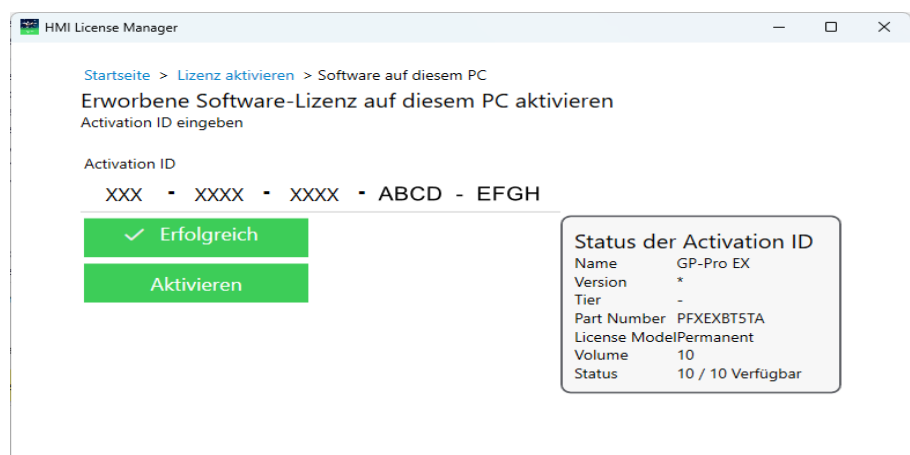 HMI License Manager
Startseite > Lizenz aktivieren > Software auf diesem PC
Erworbene Software-Lizenz auf diesem PC aktivieren
Activation ID eingeben
Activation ID
XXX - XXXX - XXXX - ABCD - EFGH
Erfolgreich
Aktivieren
Status der Activation ID
Name GP-Pro EX
Version *
Tier -
Part Number PFXEXBT5TA
License Model Permanent
Volume 10
Status 10 / 10 Verfügbar